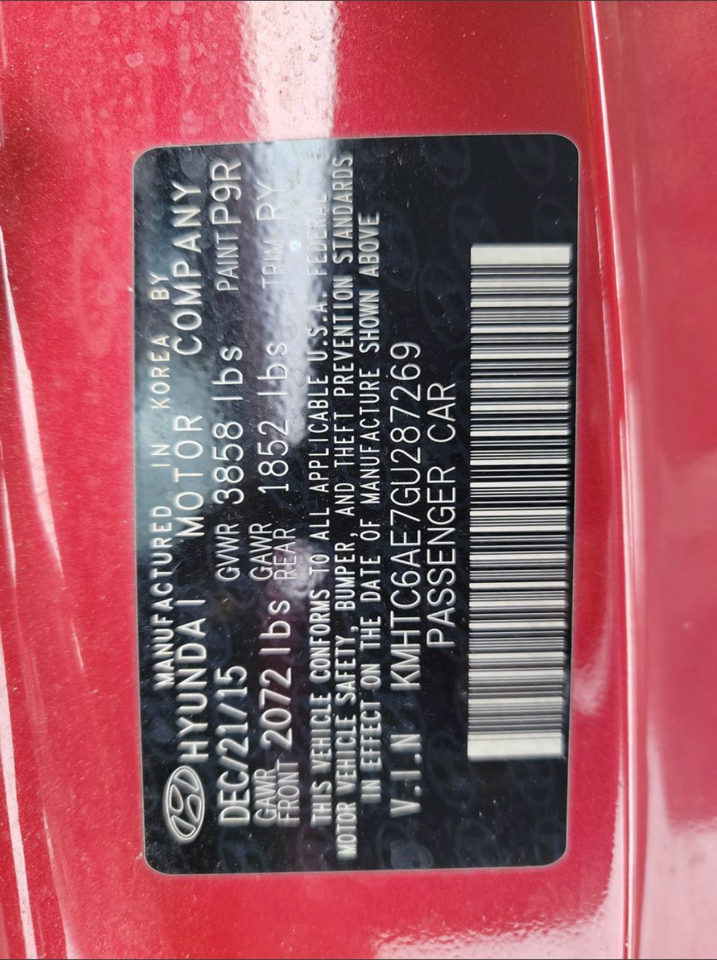 MANUFACTURED IN KOREA BY
HYUNDAI MOTOR COMPANY
DEC/21/15 GVWR 3858 lbs PAINT P9R
GAWR FRONT 2072 lbs GAWR REAR 1852 lbs TRIM PY
THIS VEHICLE CONFORMS TO ALL APPLICABLE U.S.A. FEDERAL
MOTOR VEHICLE SAFETY, BUMPER, AND THEFT PREVENTION STANDARDS
IN EFFECT ON THE DATE OF MANUFACTURE SHOWN ABOVE
V.I.N KMHTC6AE7GU287269
PASSENGER CAR